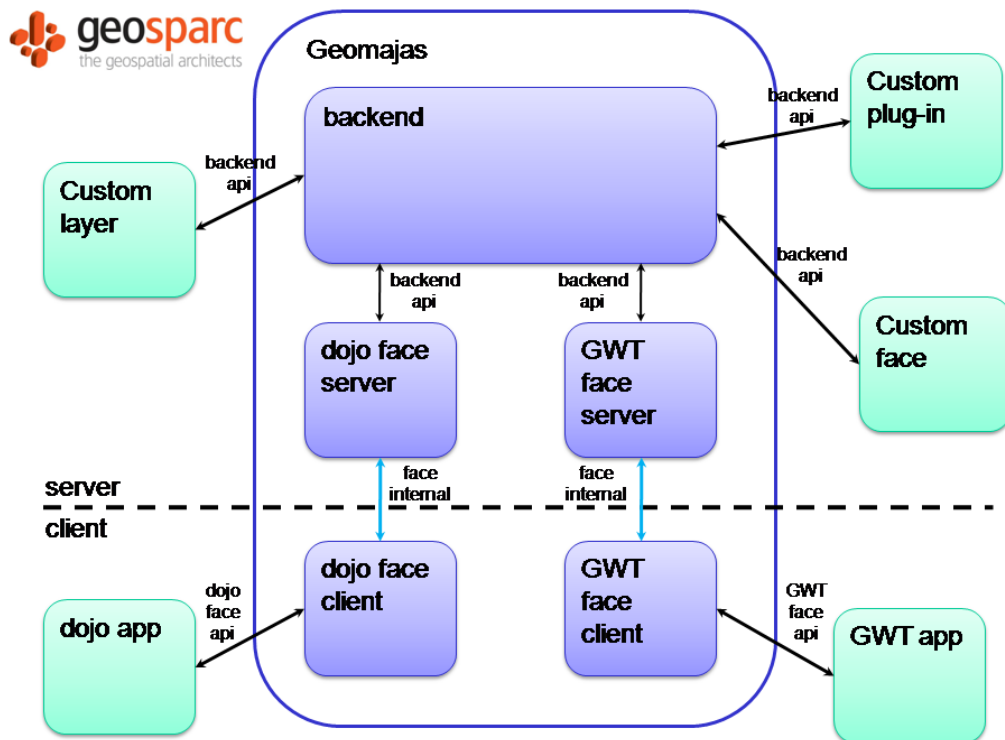 geosparc
the geospatial architects
Geomajas
backend
Custom
plug-in
backend
api
backend
api
Custom
layer
backend
api
backend
api
backend
api
Custom
face
dojo face
server
GWT
face
server
face
internal
face
internal
server
client
dojo face
client
GWT
face
client
dojo
face
api
GWT
face
api
dojo app
GWT app